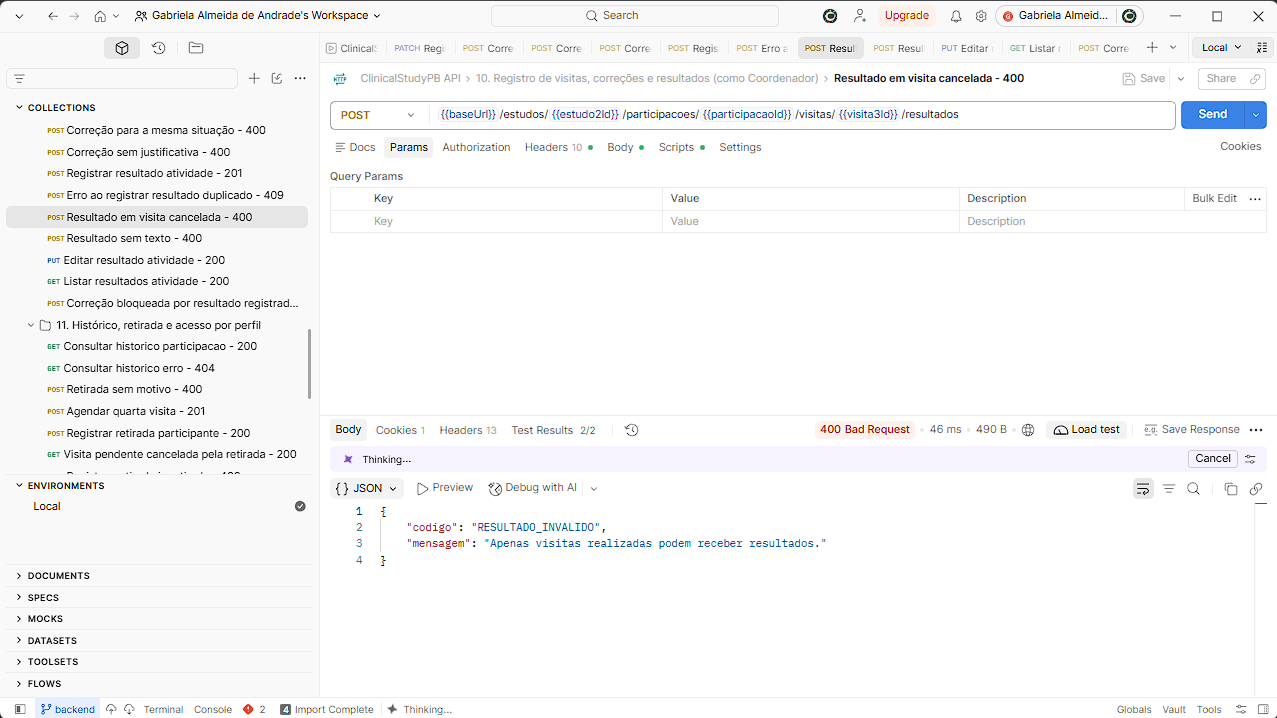 Gabriela Almeida de Andrade's Workspace
Search
Upgrade
Gabriela Almeid...
ClinicalS
PATCH Regi
POST Corre
POST Corre
POST Corre
POST Regis
POST Erro a
POST Resul
POST Resul
PUT Editar
GET Listar r
POST Corre
Local
COLLECTIONS
POST Correção para a mesma situação - 400
POST Correção sem justificativa - 400
POST Registrar resultado atividade - 201
POST Erro ao registrar resultado duplicado - 409
POST Resultado em visita cancelada - 400
POST Resultado sem texto - 400
PUT Editar resultado atividade - 200
GET Listar resultados atividade - 200
POST Correção bloqueada por resultado registrad...
11. Histórico, retirada e acesso por perfil
GET Consultar historico participacao - 200
GET Consultar historico erro - 404
POST Retirada sem motivo - 400
POST Agendar quarta visita - 201
POST Registrar retirada participante - 200
GET Visita pendente cancelada pela retirada - 200
ENVIRONMENTS
Local
DOCUMENTS
SPECS
MOCKS
DATASETS
TOOLSETS
FLOWS
HTTP ClinicalStudyPB API > 10. Registro de visitas, correções e resultados (como Coordenador) > Resultado em visita cancelada - 400
Save
Share
POST
{{baseUrl}} /estudos/ {{estudo2Id}} /participacoes/ {{participacaoId}} /visitas/ {{visita3Id}} /resultados
Send
Docs
Params
Authorization
Headers 10
Body
Scripts
Settings
Cookies
Query Params
Key
Value
Description
Bulk Edit
Key
Value
Description
Body
Cookies 1
Headers 13
Test Results 2/2
400 Bad Request
46 ms
490 B
Load test
e.g. Save Response
Thinking...
Cancel
{ } JSON
Preview
Debug with AI
1 {
2 "codigo": "RESULTADO_INVALIDO",
3 "mensagem": "Apenas visitas realizadas podem receber resultados."
4 }
backend
Terminal
Console
2
4 Import Complete
Thinking...
Globals
Vault
Tools